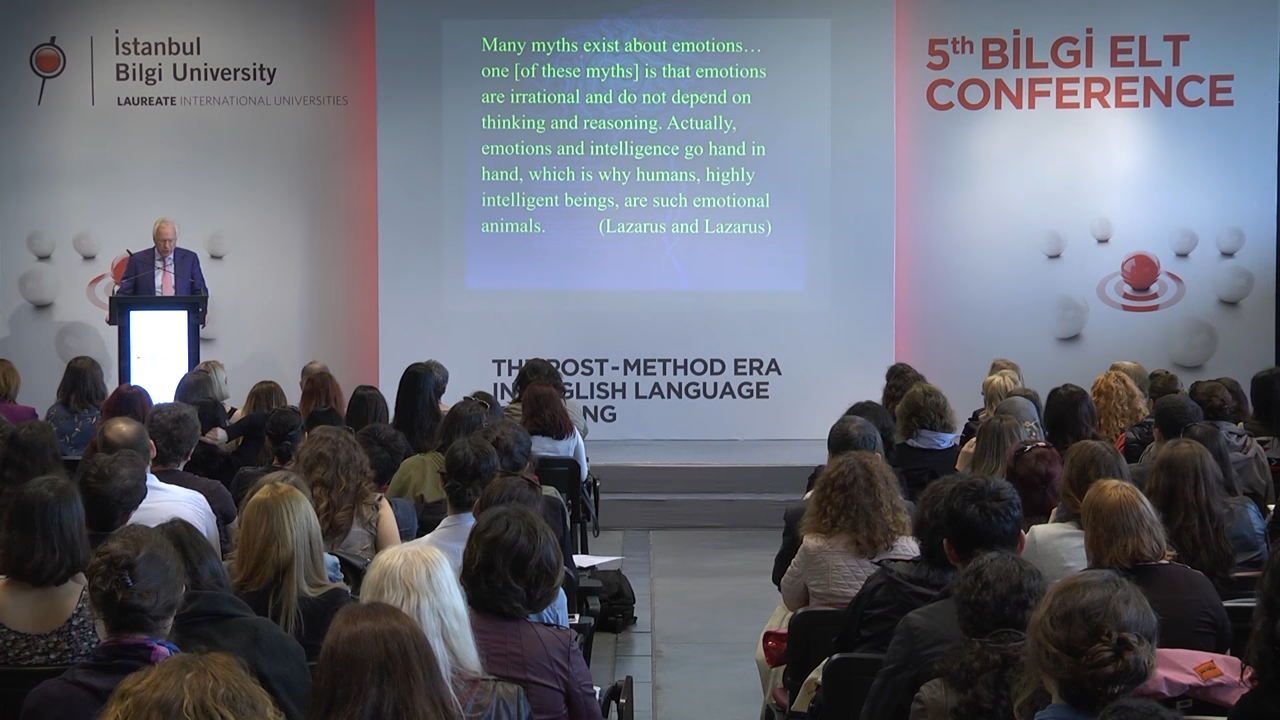 İstanbul
Bilgi University
LAUREATE INTERNATIONAL UNIVERSITIES
Many myths exist about emotions…
one [of these myths] is that emotions
are irrational and do not depend on
thinking and reasoning. Actually,
emotions and intelligence go hand in
hand, which is why humans, highly
intelligent beings, are such emotional
animals. (Lazarus and Lazarus)
5th BİLGİ ELT
CONFERENCE
THE POST-METHOD ERA
IN ENGLISH LANGUAGE